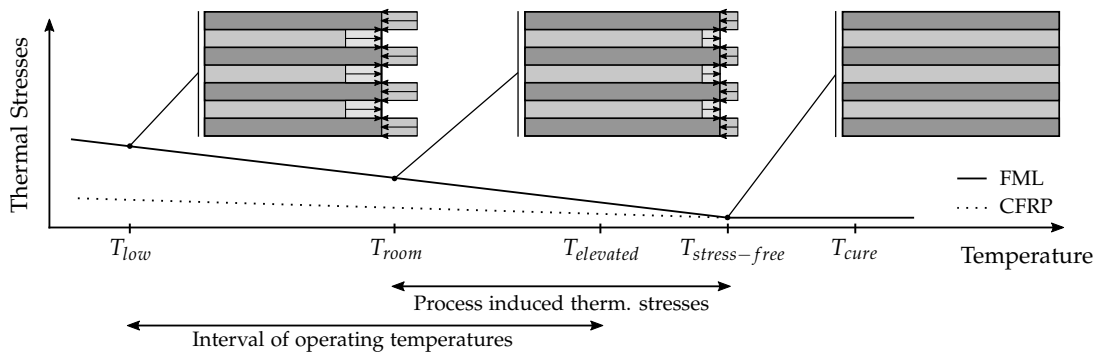 Thermal Stresses
FML
CFRP
T_low
T_room
T_elevated
T_stress−free
T_cure
Temperature
Process induced therm. stresses
Interval of operating temperatures